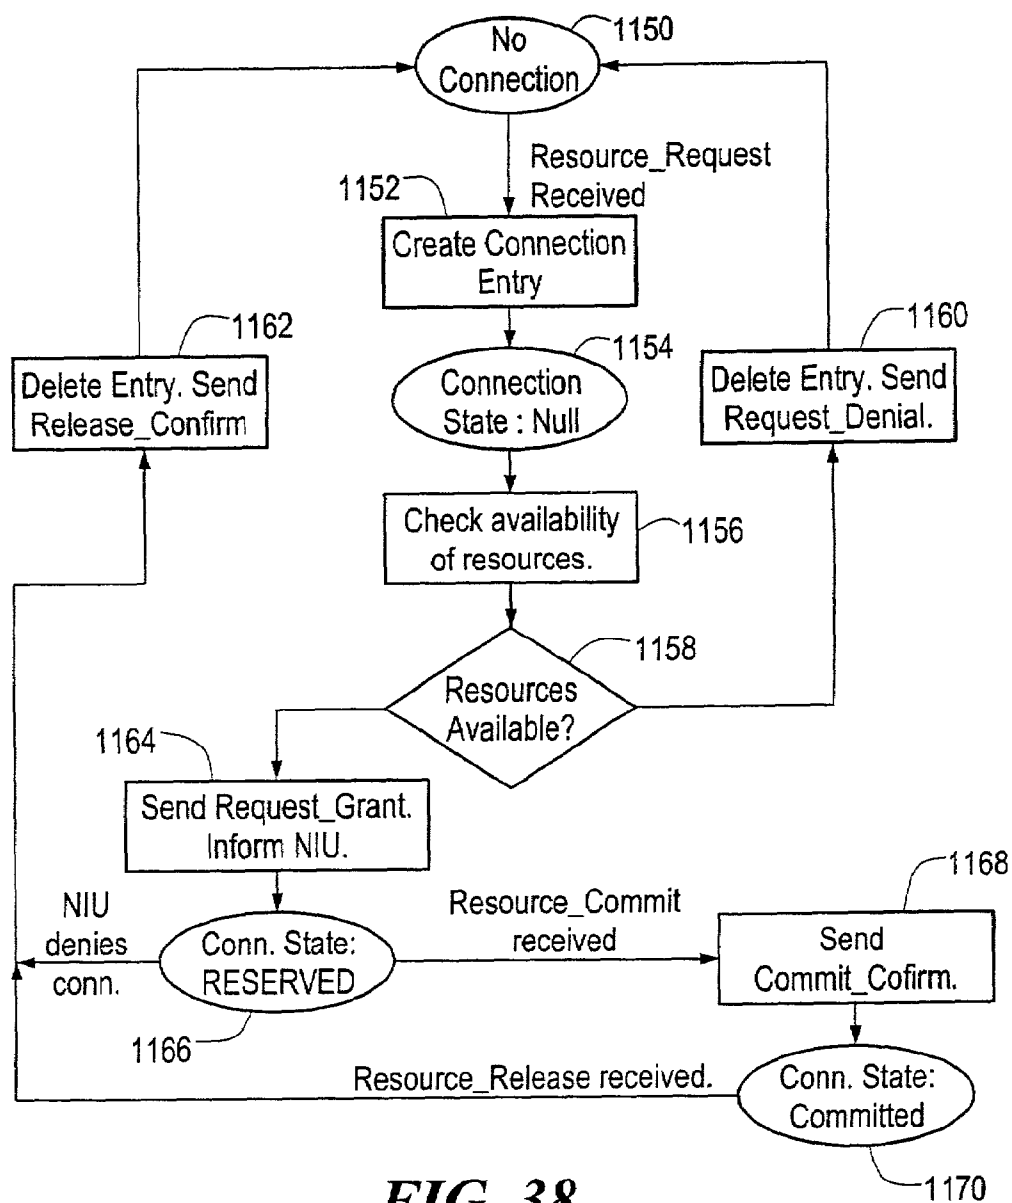 No
Connection
1150
Resource_Request
Received
1152
Create Connection
Entry
1162
Delete Entry. Send
Release_Confirm
1154
Connection
State : Null
1160
Delete Entry. Send
Request_Denial.
Check availability
of resources.
1156
Resources
Available?
1158
1164
Send Request_Grant.
Inform NIU.
NIU
denies
conn.
Conn. State:
RESERVED
1166
Resource_Commit
received
1168
Send
Commit_Cofirm.
Resource_Release received.
Conn. State:
Committed
1170
FIG. 38